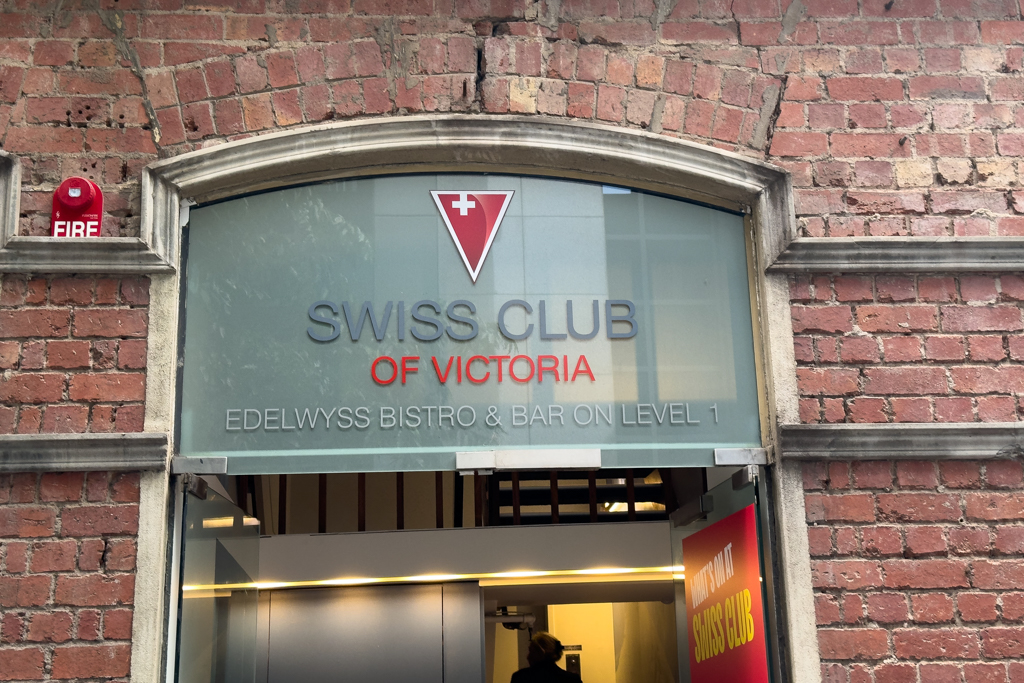 FIRE
SWISS CLUB
OF VICTORIA
EDELWYSS BISTRO & BAR ON LEVEL 1
WHAT'S ON AT
SWISS CLUB